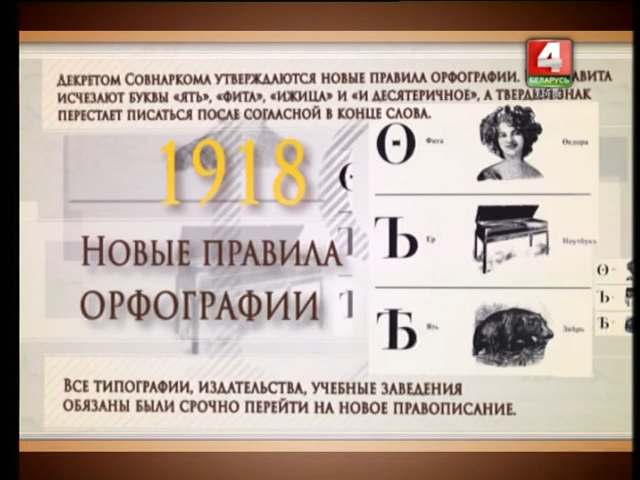 Декретом Совнаркома утверждаются новые правила орфографии.
исчезают буквы «ять», «фита», «ижица» и «и десятеричное», а твердый знак
перестает писаться после согласной в конце слова.
4
БЕЛАРУСЬ
1918
Новые правила
орфографии
Ѳ Фита Ѳедора
Ъ Ер Ноутбукъ
Ѣ Ять Звѣрь
Ѳ
Ъ
Ѣ
Все типографии, издательства, учебные заведения
обязаны были срочно перейти на новое правописание.